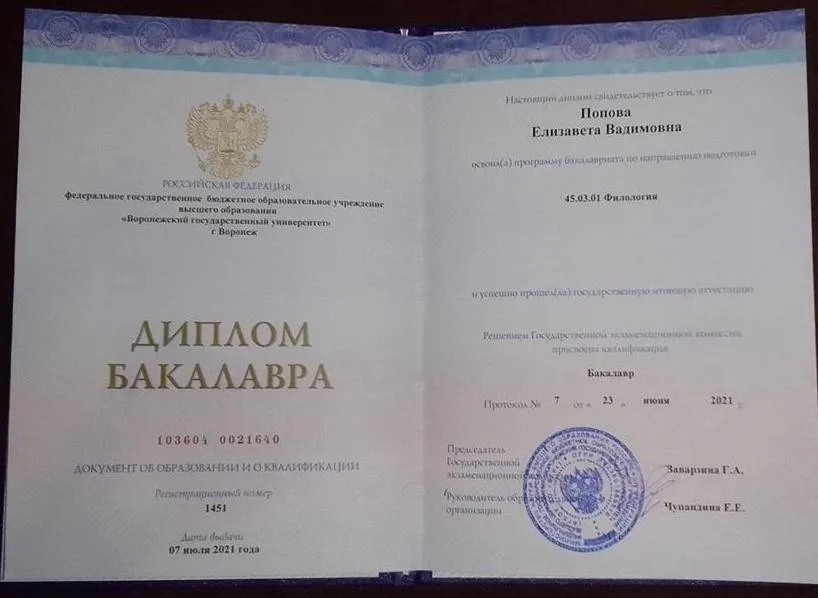 РОССИЙСКАЯ ФЕДЕРАЦИЯ
федеральное государственное бюджетное образовательное учреждение
высшего образования
«Воронежский государственный университет»
г Воронеж
ДИПЛОМ
БАКАЛАВРА
103604 0021640
ДОКУМЕНТ ОБ ОБРАЗОВАНИИ И О КВАЛИФИКАЦИИ
Регистрационный номер
1451
Дата выдачи
07 июля 2021 года
Настоящий диплом свидетельствует о том, что
Попова
Елизавета Вадимовна
освоил(а) программу бакалавриата по направлению подготовки
45.03.01 Филология
и успешно прошел(ла) государственную итоговую аттестацию
Решением Государственной экзаменационной комиссии
присвоена квалификация
Бакалавр
Протокол № 7 от « 23 » июня 2021 г.
Председатель
Государственной
экзаменационной
Заварзина Г.А.
Руководитель
организации
Чупандина Е.Е.